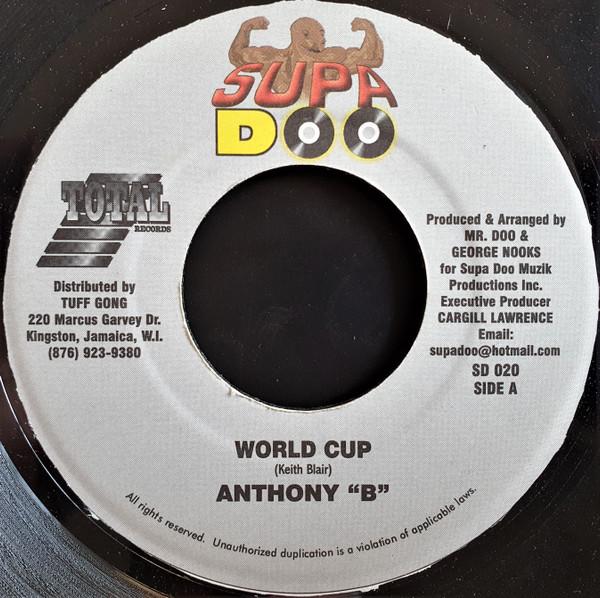 SUPA
DOO
TOTAL
RECORDS
Distributed by
TUFF GONG
220 Marcus Garvey Dr.
Kingston, Jamaica, W.I.
(876) 923-9380
Produced & Arranged by
MR. DOO &
GEORGE NOOKS
for Supa Doo Muzik
Productions Inc.
Executive Producer
CARGILL LAWRENCE
Email:
supadoo@hotmail.com
SD 020
SIDE A
WORLD CUP
(Keith Blair)
ANTHONY “B”
All rights reserved. Unauthorized duplication is a violation of applicable laws.